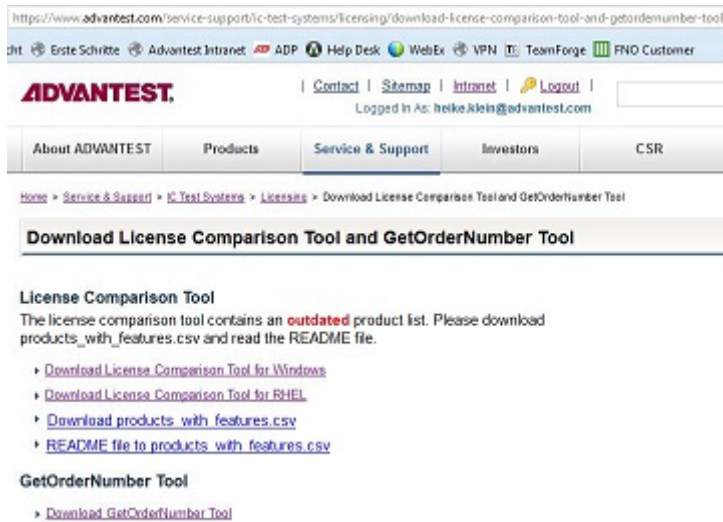 https://www.advantest.com/service-support/ic-test-systems/licensing/download-license-comparison-tool-and-getordernumber-tool
cht Erste Schritte Advantest Intranet ADP Help Desk WebEx VPN TeamForge FNO Customer
ADVANTEST.
| Contact | Sitemap | Intranet | Logout |
Logged In As: heike.klein@advantest.com
About ADVANTEST Products Service & Support Investors CSR
Home > Service & Support > IC Test Systems > Licensing > Download License Comparison Tool and GetOrderNumber Tool
Download License Comparison Tool and GetOrderNumber Tool
License Comparison Tool
The license comparison tool contains an outdated product list. Please download
products_with_features.csv and read the README file.
Download License Comparison Tool for Windows
Download License Comparison Tool for RHEL
Download products_with_features.csv
README file to products_with_features.csv
GetOrderNumber Tool
Download GetOrderNumber Tool